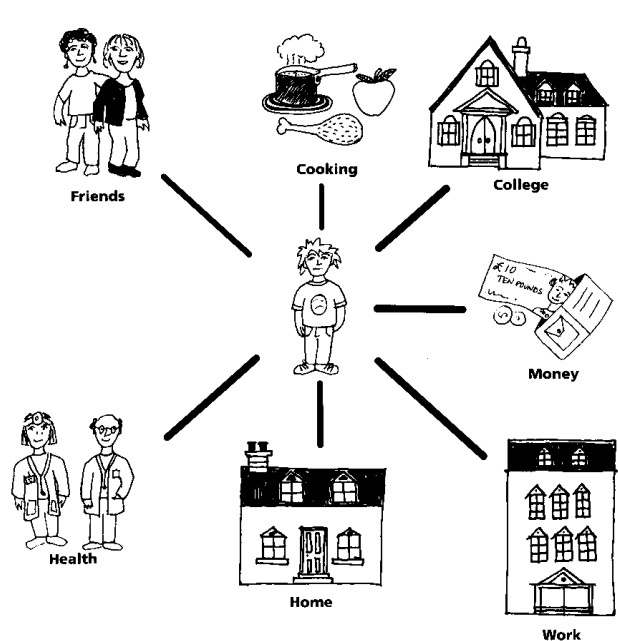 Friends
Cooking
College
£10
TEN POUNDS
Money
Health
Home
Work